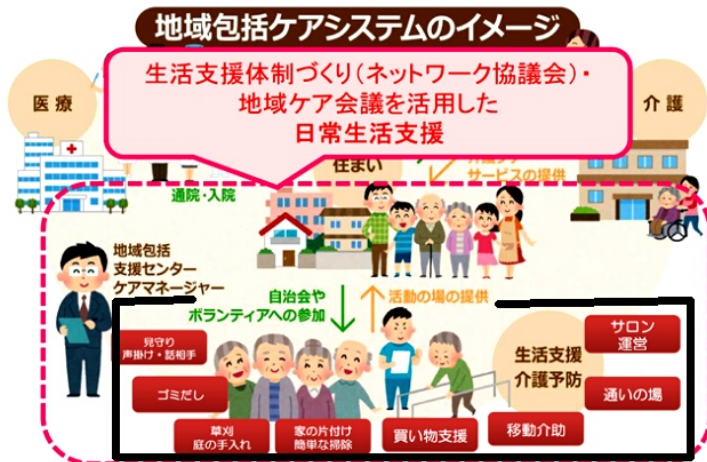 地域包括ケアシステムのイメージ
生活支援体制づくり(ネットワーク協議会)・
地域ケア会議を活用した
日常生活支援
医療
介護
住まい
サービスの提供
通院・入院
地域包括
支援センター
ケアマネージャー
自治会や
ボランティアへの参加
活動の場の提供
見守り
声掛け・話相手
ゴミだし
草刈
庭の手入れ
家の片付け
簡単な掃除
買い物支援
移動介助
生活支援
介護予防
サロン
運営
通いの場